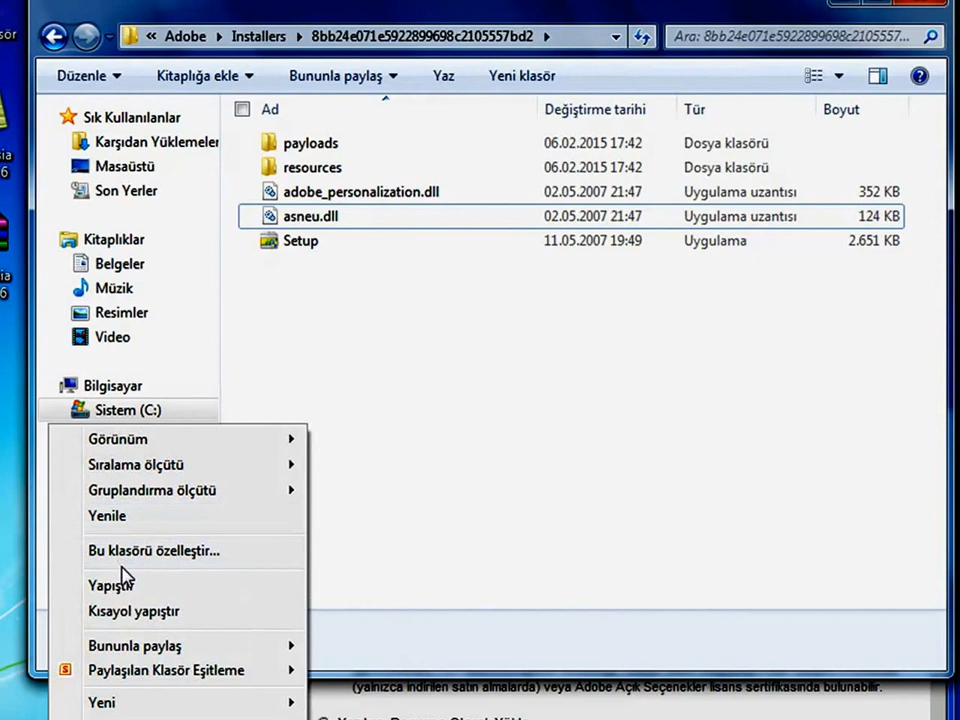 sör
« Adobe Installers 8bb24e071e5922899698c2105557bd2
Ara: 8bb24e071e5922899698c2105557...
Düzenle Kitaplığa ekle Bununla paylaş Yaz Yeni klasör
Ad Değiştirme tarihi Tür Boyut
Sık Kullanılanlar
Karşıdan Yüklemeler
Masaüstü
Son Yerler
Kitaplıklar
Belgeler
Müzik
Resimler
Video
Bilgisayar
Sistem (C:)
payloads 06.02.2015 17:42 Dosya klasörü
resources 06.02.2015 17:42 Dosya klasörü
adobe_personalization.dll 02.05.2007 21:47 Uygulama uzantısı 352 KB
asneu.dll 02.05.2007 21:47 Uygulama uzantısı 124 KB
Setup 11.05.2007 19:49 Uygulama 2.651 KB
sia
6
sia
6
Görünüm
Sıralama ölçütü
Gruplandırma ölçütü
Yenile
Bu klasörü özelleştir...
Yapıştır
Kısayol yapıştır
Bununla paylaş
Paylaşılan Klasör Eşitleme
Yeni
(yalnızca indirilen satın almalarda) veya Adobe Açık Seçenekler lisans sertifikasında bulunabilir.